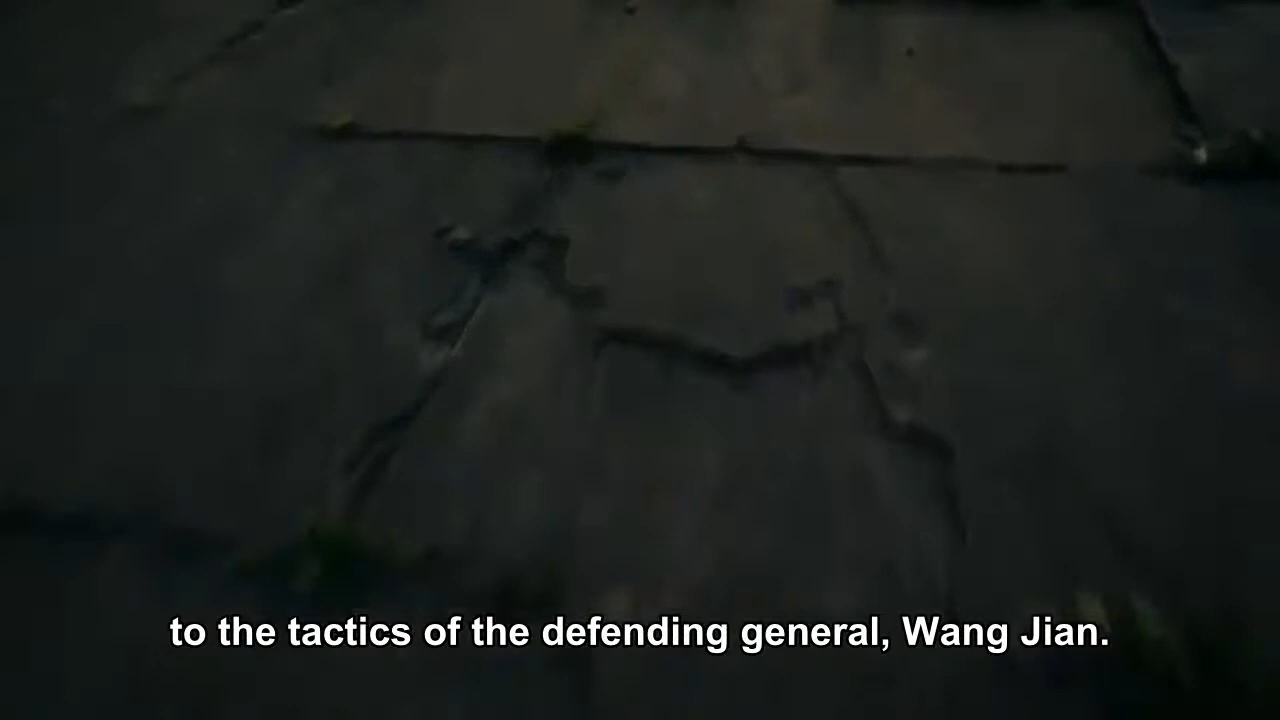 to the tactics of the defending general, Wang Jian.